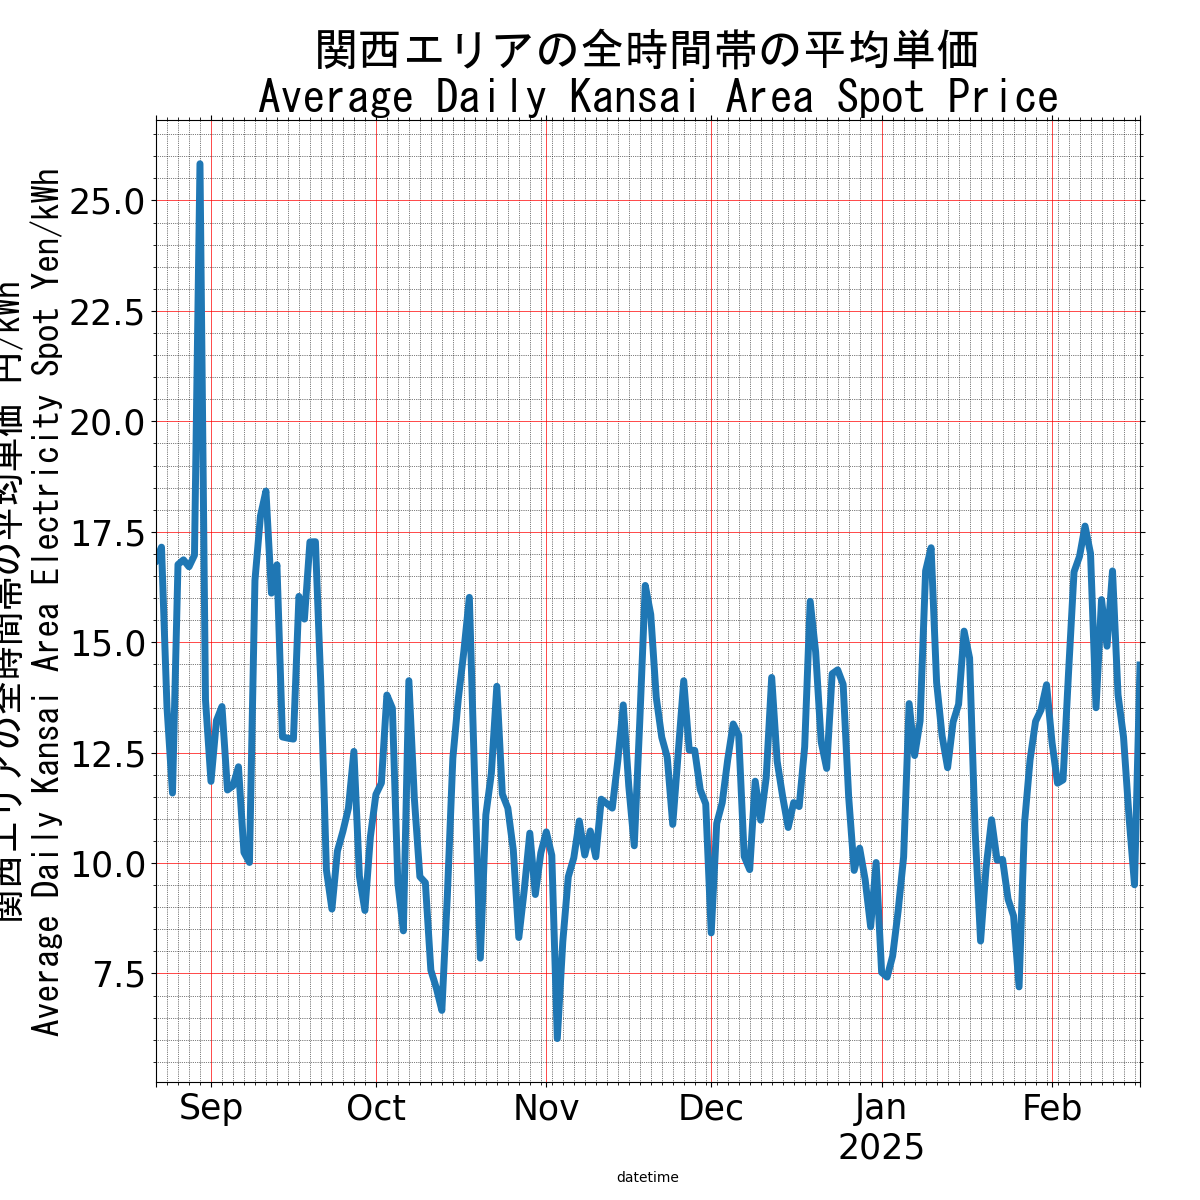 関西エリアの全時間帯の平均単価
Average Daily Kansai Area Spot Price
関西エリアの全時間帯の平均単価 円/kWh
Average Daily Kansai Area Electricity Spot Yen/kWh
25.0
22.5
20.0
17.5
15.0
12.5
10.0
7.5
Sep Oct Nov Dec Jan Feb
2025
datetime